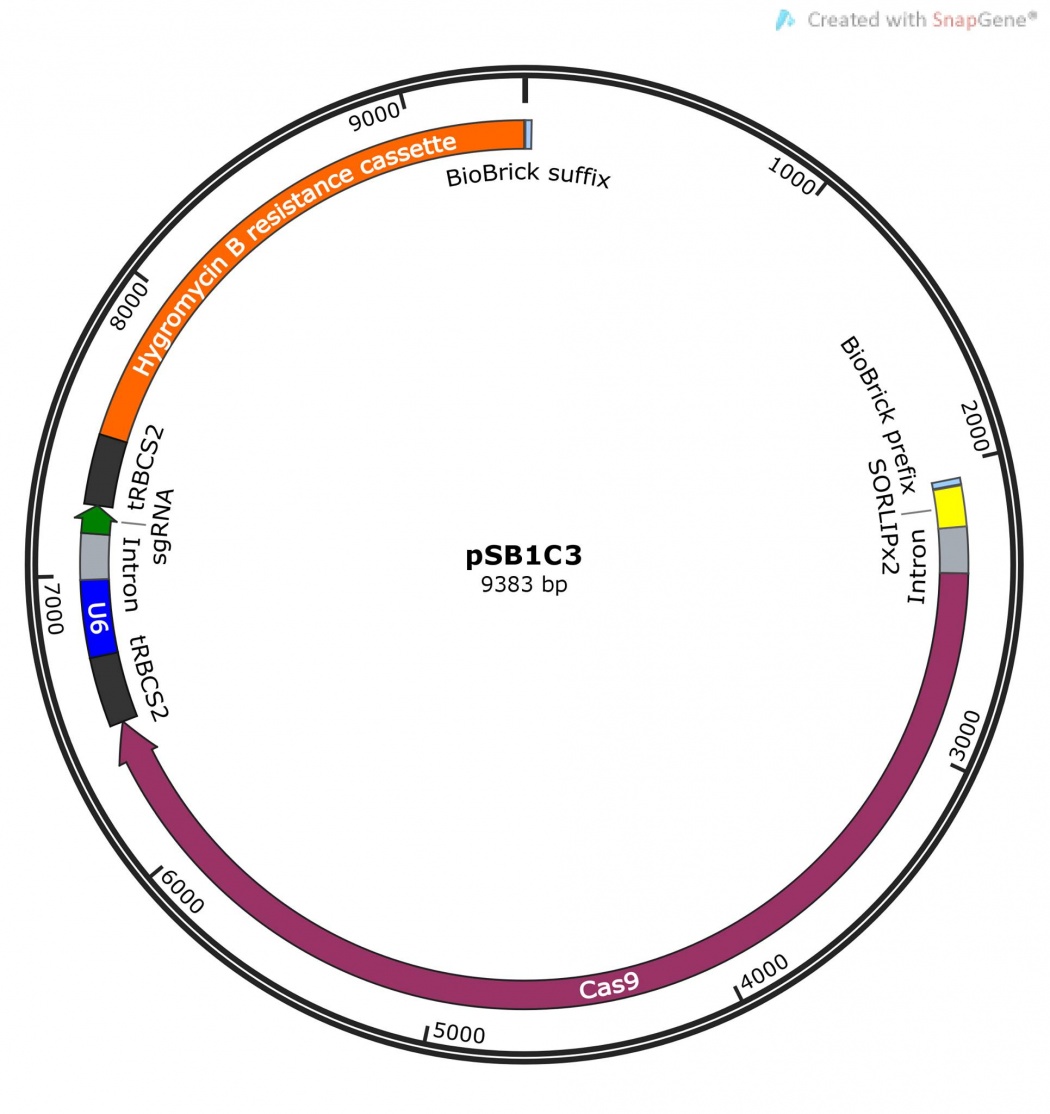 Created with SnapGene®
9000
BioBrick suffix
1000
Hygromycin B resistance cassette
8000
BioBrick prefix
2000
SORLIPx2
Intron
tRBCS2
sgRNA
Intron
pSB1C3
9383 bp
7000
U6
tRBCS2
3000
6000
4000
Cas9
5000